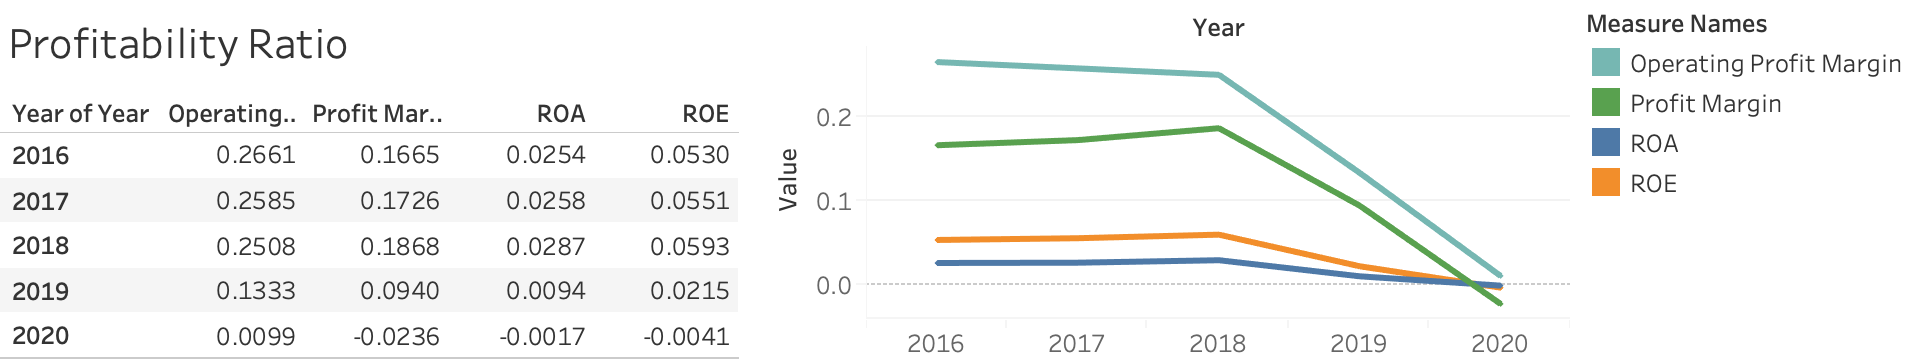 Profitability Ratio
Year of Year Operating.. Profit Mar.. ROA ROE
2016 0.2661 0.1665 0.0254 0.0530
2017 0.2585 0.1726 0.0258 0.0551
2018 0.2508 0.1868 0.0287 0.0593
2019 0.1333 0.0940 0.0094 0.0215
2020 0.0099 -0.0236 -0.0017 -0.0041
Year
Value
0.2
0.1
0.0
2016 2017 2018 2019 2020
Measure Names
Operating Profit Margin
Profit Margin
ROA
ROE